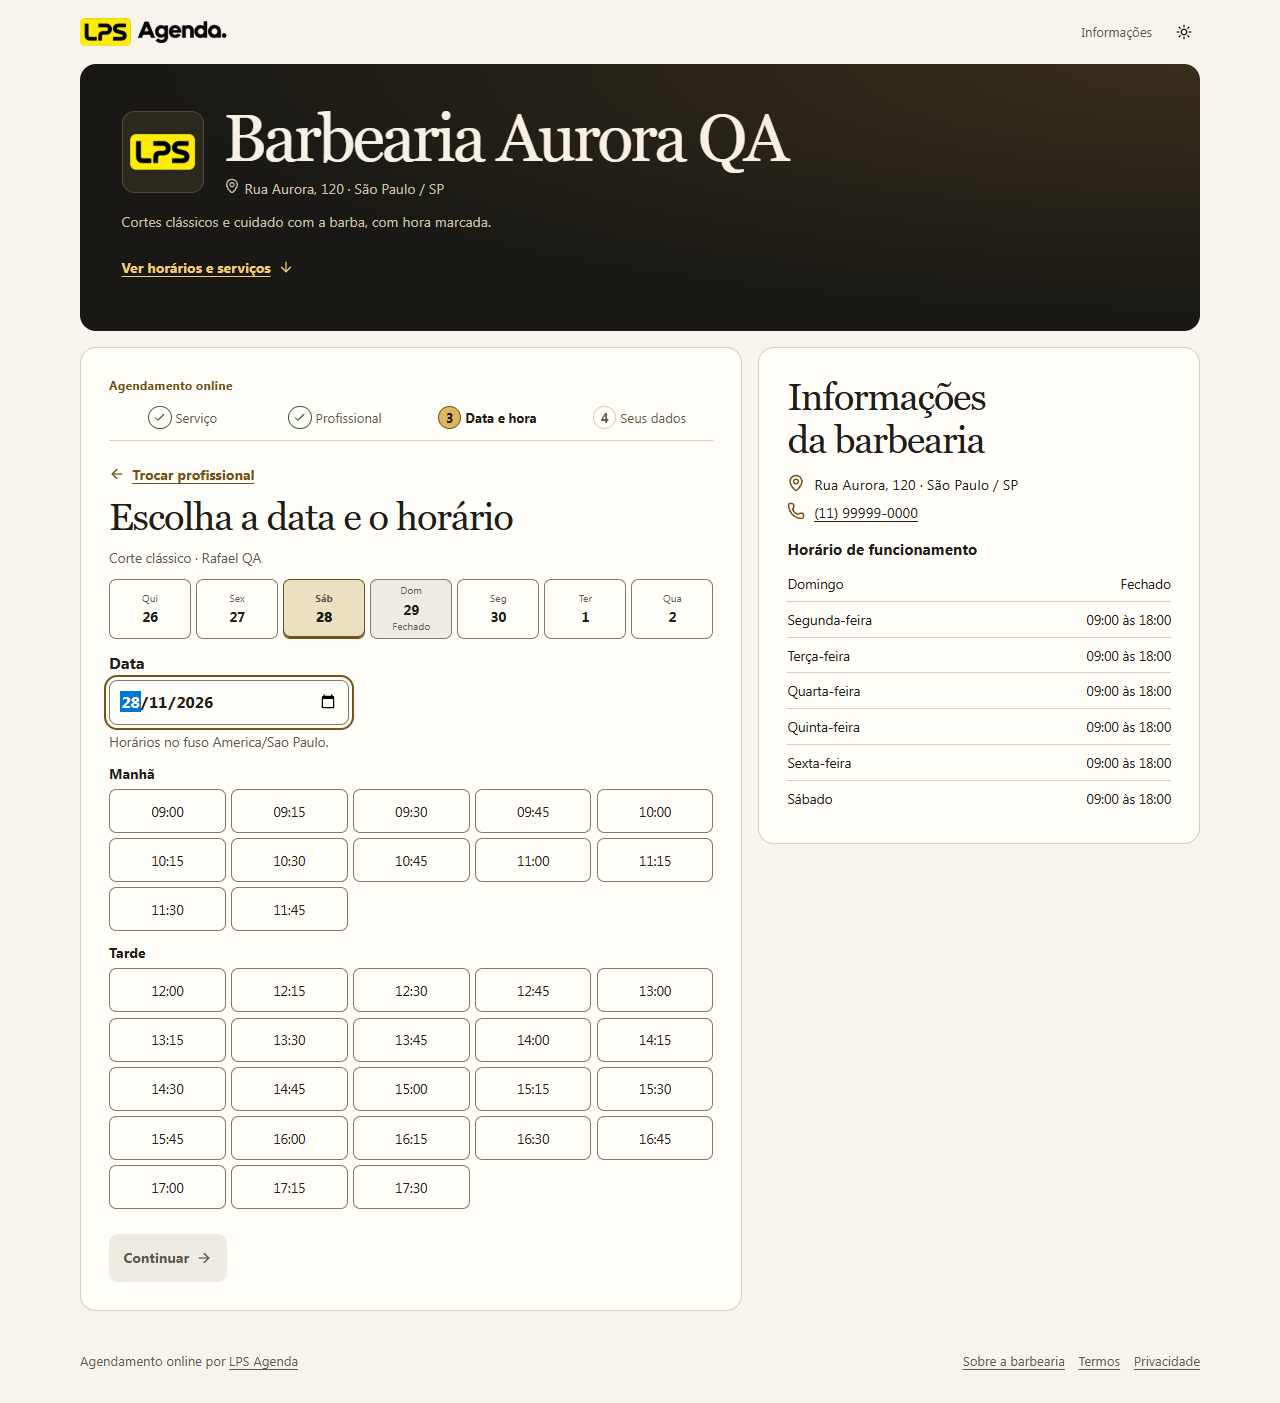 LPS Agenda.
Informações
LPS
Barbearia Aurora QA
Rua Aurora, 120 · São Paulo / SP
Cortes clássicos e cuidado com a barba, com hora marcada.
Ver horários e serviços
Agendamento online
Serviço
Profissional
3 Data e hora
4 Seus dados
Trocar profissional
Escolha a data e o horário
Corte clássico · Rafael QA
Qui
26
Sex
27
Sáb
28
Dom
29
Fechado
Seg
30
Ter
1
Qua
2
Data
28/11/2026
Horários no fuso America/Sao Paulo.
Manhã
09:00 09:15 09:30 09:45 10:00
10:15 10:30 10:45 11:00 11:15
11:30 11:45
Tarde
12:00 12:15 12:30 12:45 13:00
13:15 13:30 13:45 14:00 14:15
14:30 14:45 15:00 15:15 15:30
15:45 16:00 16:15 16:30 16:45
17:00 17:15 17:30
Continuar
Informações
da barbearia
Rua Aurora, 120 · São Paulo / SP
(11) 99999-0000
Horário de funcionamento
Domingo Fechado
Segunda-feira 09:00 às 18:00
Terça-feira 09:00 às 18:00
Quarta-feira 09:00 às 18:00
Quinta-feira 09:00 às 18:00
Sexta-feira 09:00 às 18:00
Sábado 09:00 às 18:00
Agendamento online por LPS Agenda
Sobre a barbearia Termos Privacidade